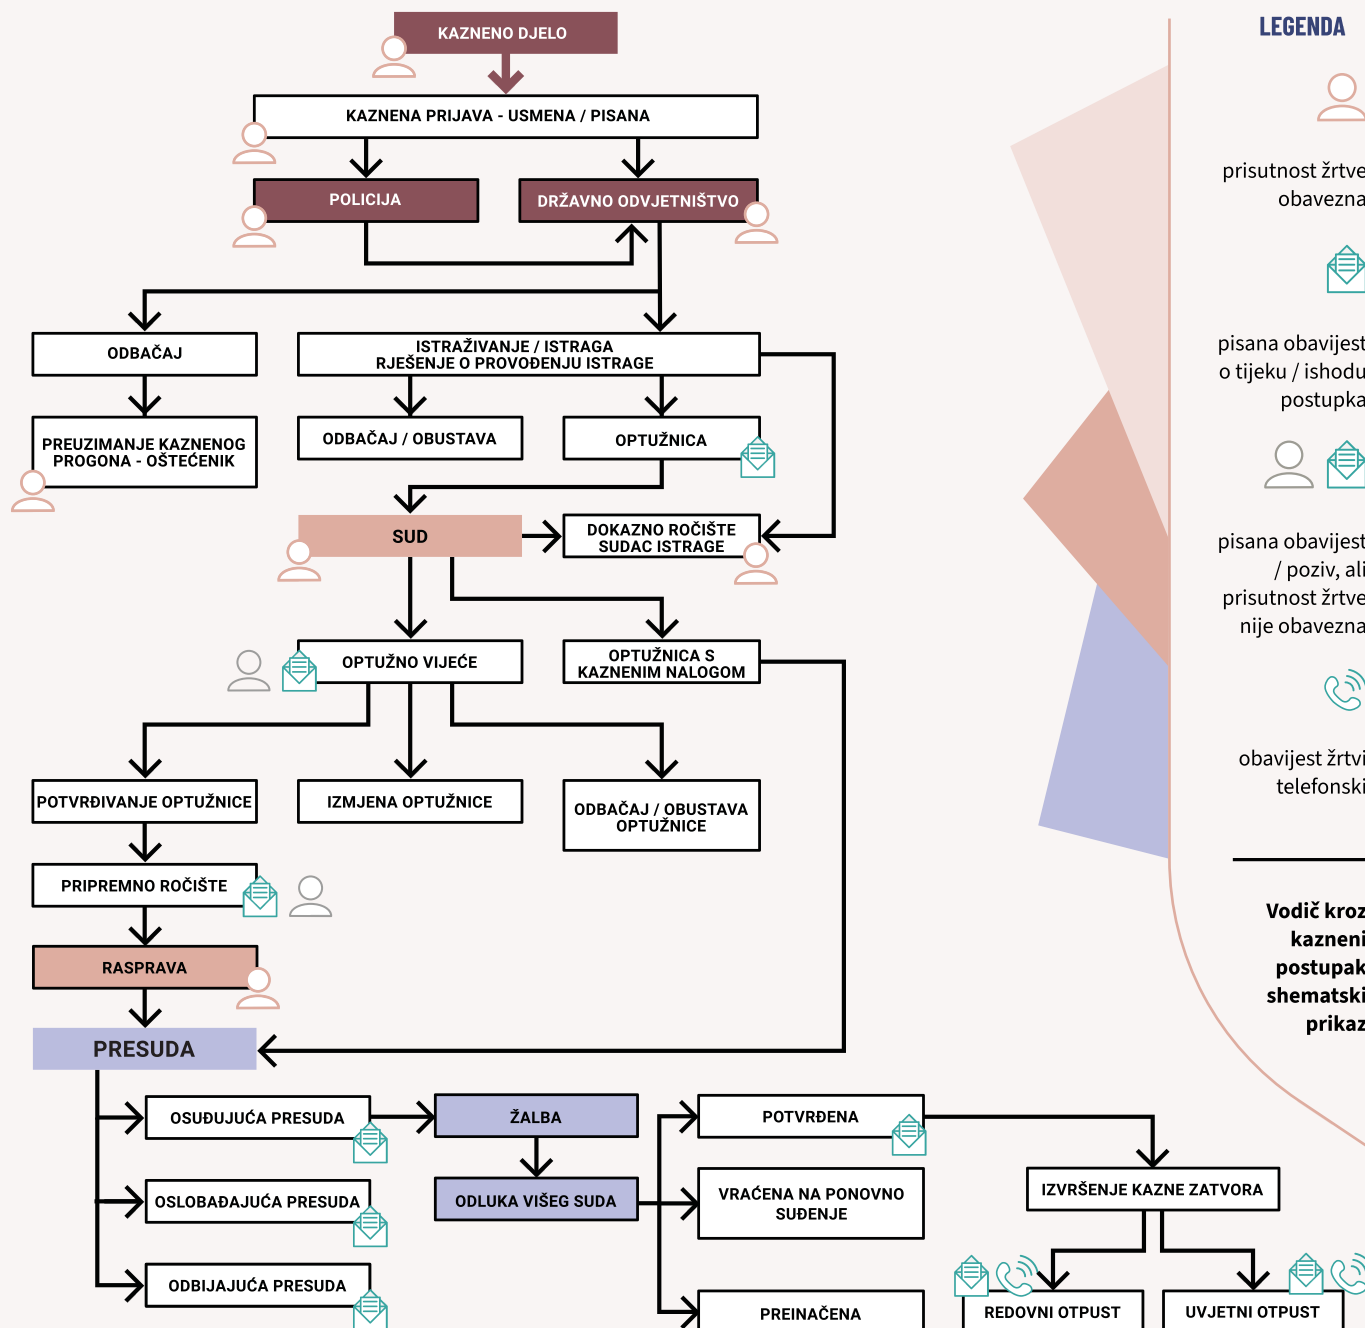 KAZNENO DJELO
KAZNENA PRIJAVA - USMENA / PISANA
POLICIJA
DRŽAVNO ODVJETNIŠTVO
ODBAČAJ
ISTRAŽIVANJE / ISTRAGA
RJEŠENJE O PROVOĐENJU ISTRAGE
PREUZIMANJE KAZNENOG
PROGONA - OŠTEĆENIK
ODBAČAJ / OBUSTAVA
OPTUŽNICA
SUD
DOKAZNO ROČIŠTE
SUDAC ISTRAGE
OPTUŽNO VIJEĆE
OPTUŽNICA S
KAZNENIM NALOGOM
POTVRĐIVANJE OPTUŽNICE
IZMJENA OPTUŽNICE
ODBAČAJ / OBUSTAVA
OPTUŽNICE
PRIPREMNO ROČIŠTE
RASPRAVA
PRESUDA
OSUĐUJUĆA PRESUDA
OSLOBAĐAJUĆA PRESUDA
ODBIJAJUĆA PRESUDA
ŽALBA
ODLUKA VIŠEG SUDA
POTVRĐENA
VRAĆENA NA PONOVNO
SUĐENJE
PREINAČENA
IZVRŠENJE KAZNE ZATVORA
REDOVNI OTPUST
UVJETNI OTPUST
LEGENDA
prisutnost žrtve
obavezna
pisana obavijest
o tijeku / ishodu
postupka
pisana obavijest
/ poziv, ali
prisutnost žrtve
nije obavezna
obavijest žrtvi
telefonski
Vodič kroz
kazneni
postupak
shematski
prikaz